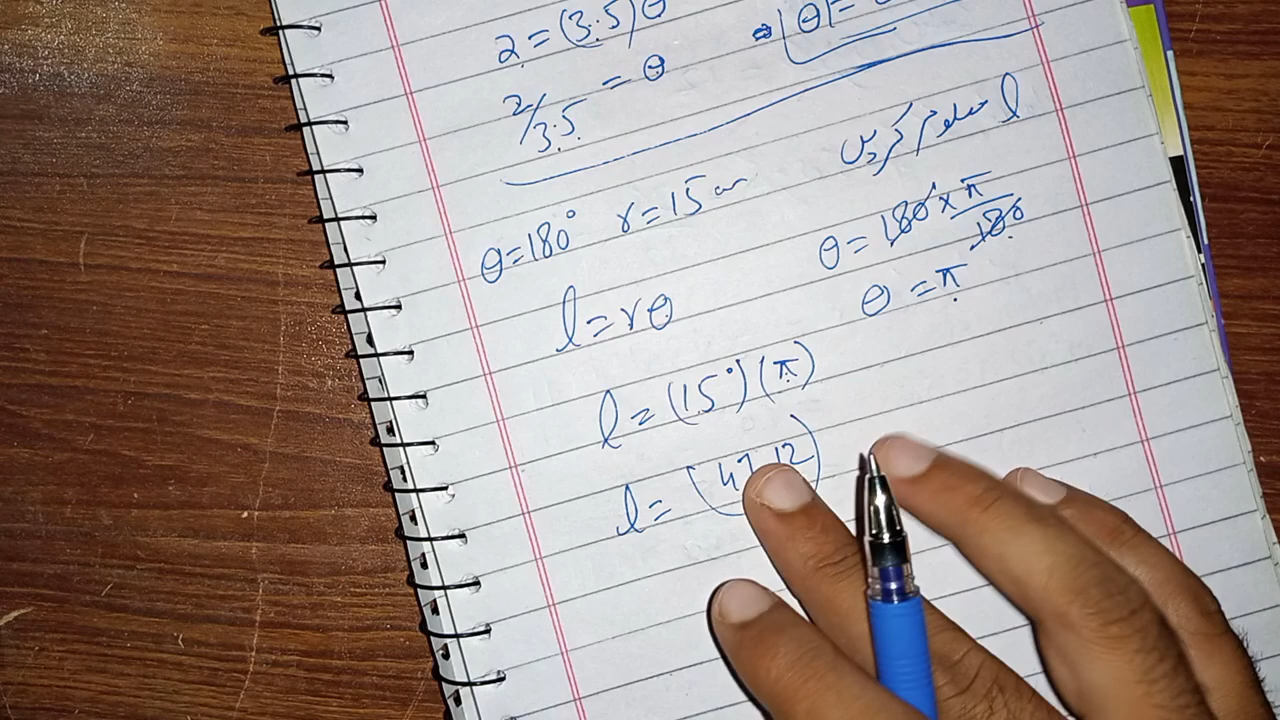 2 = (3.5)θ
⇒ |θ| =
2/3.5 = θ
l معلوم کریں
θ = 180° r = 15 cm
θ = 180 × π/180
l = rθ
θ = π
l = (15°)(π)
l = (47.12)